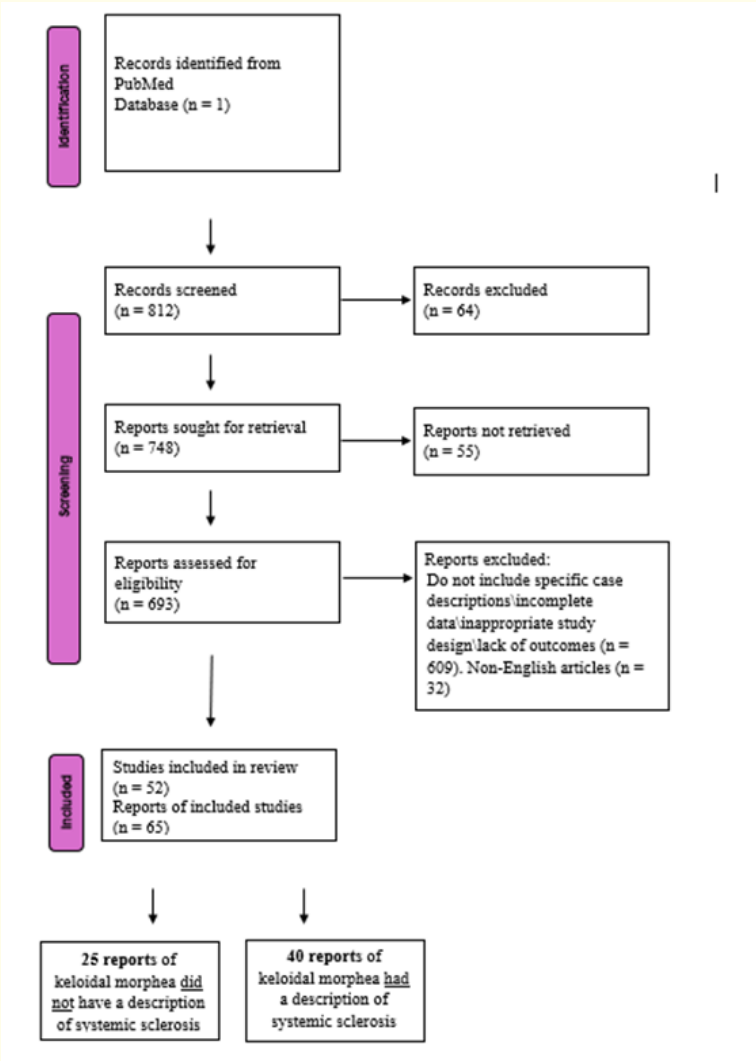 Identification
Records identified from
PubMed
Database (n = 1)
Records screened
(n = 812)
Records excluded
(n = 64)
Screening
Reports sought for retrieval
(n = 748)
Reports not retrieved
(n = 55)
Reports assessed for
eligibility
(n = 693)
Reports excluded:
Do not include specific case
descriptions\incomplete
data\inappropriate study
design\lack of outcomes (n =
609). Non-English articles (n =
32)
Included
Studies included in review
(n = 52)
Reports of included studies
(n = 65)
25 reports of
keloidal morphea did
not have a description
of systemic sclerosis
40 reports of
keloidal morphea had
a description of
systemic sclerosis